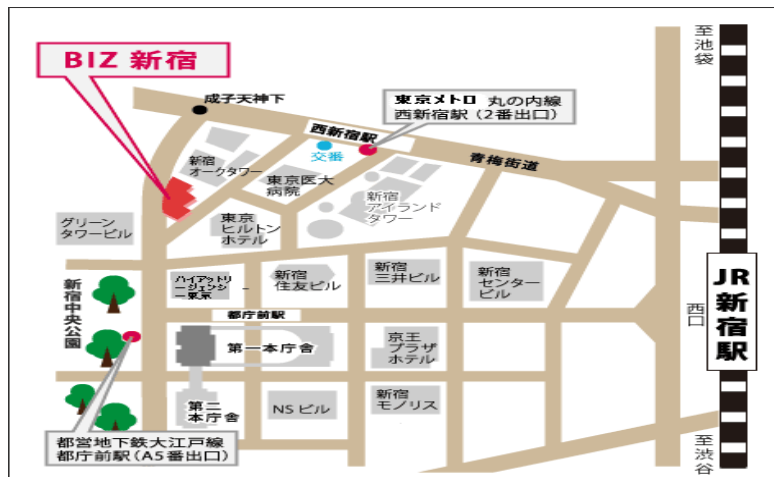 BIZ 新宿
成子天神下
東京メトロ 丸の内線
西新宿駅（2番出口）
西新宿駅
交番
青梅街道
新宿
オークタワー
東京医大
病院
新宿
アイランド
タワー
グリーン
タワービル
東京
ヒルトン
ホテル
ハイアットリ
ージェンシ
ー東京
新宿
住友ビル
新宿
三井ビル
新宿
センター
ビル
新宿中央公園
都庁前駅
第一本庁舎
京王
プラザ
ホテル
第二
本庁舎
NSビル
新宿
モノリス
都営地下鉄大江戸線
都庁前駅（A5番出口）
至池袋
JR新宿駅
西口
至渋谷